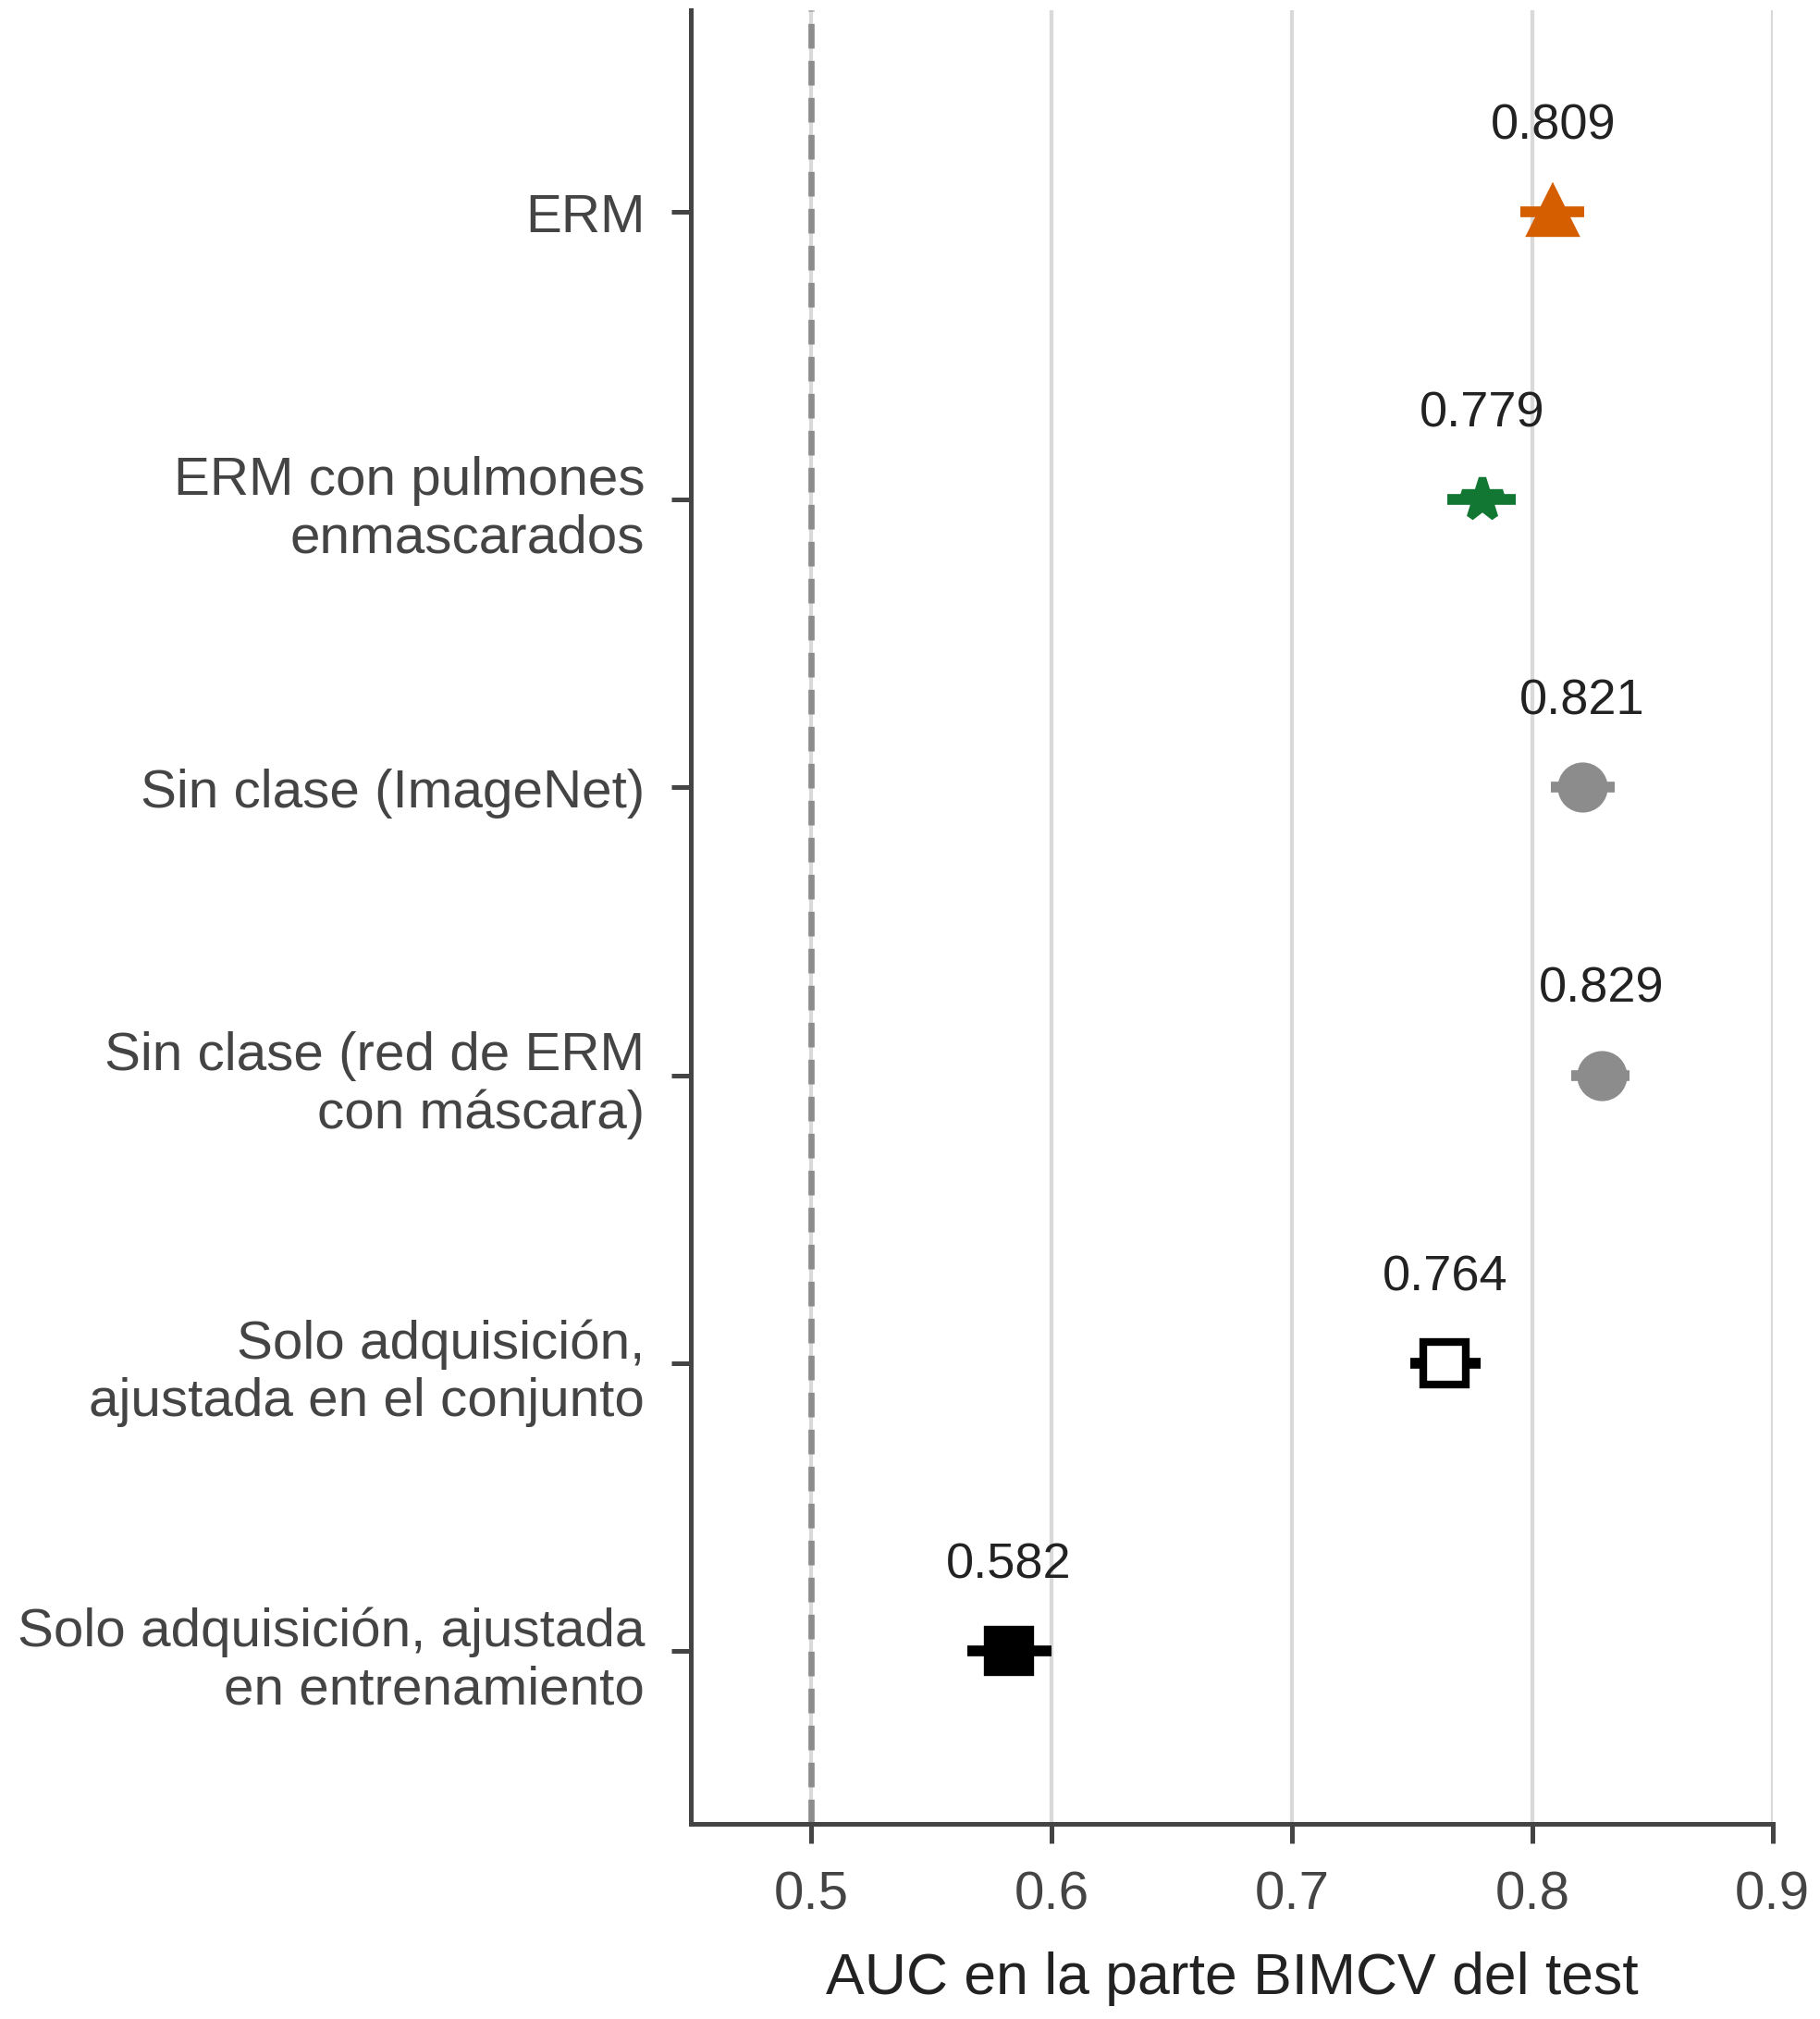 0.809
ERM
0.779
ERM con pulmones
enmascarados
0.821
Sin clase (ImageNet)
0.829
Sin clase (red de ERM
con máscara)
0.764
Solo adquisición,
ajustada en el conjunto
0.582
Solo adquisición, ajustada
en entrenamiento
0.5 0.6 0.7 0.8 0.9
AUC en la parte BIMCV del test